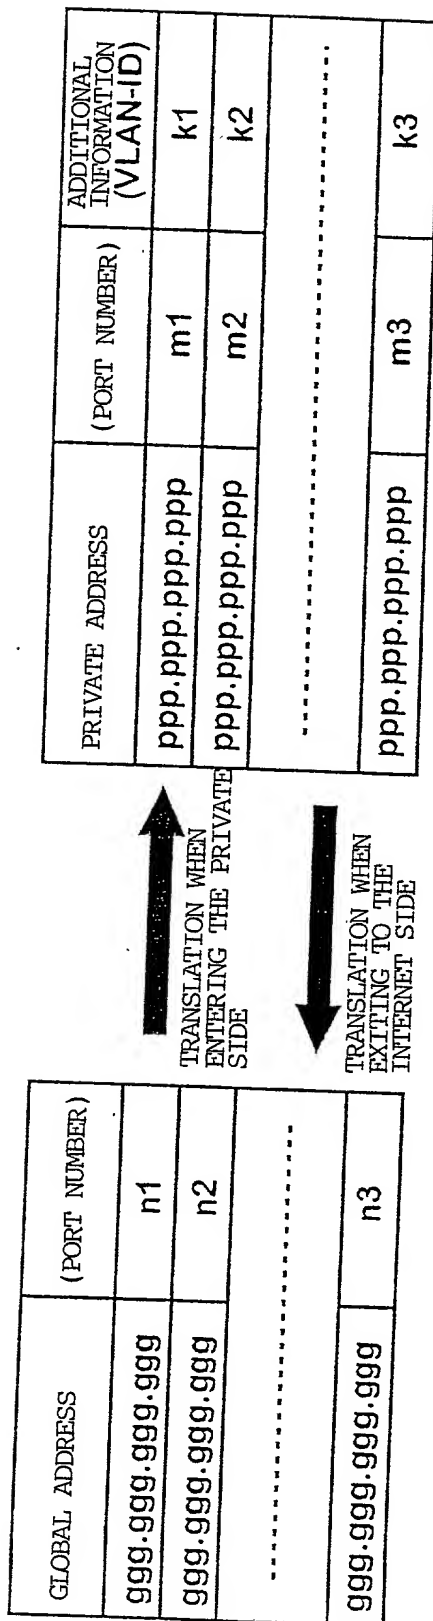 GLOBAL ADDRESS (PORT NUMBER)
ggg.ggg.ggg.ggg n1
ggg.ggg.ggg.ggg n2
ggg.ggg.ggg.ggg n3
TRANSLATION WHEN
ENTERING THE PRIVATE
SIDE
TRANSLATION WHEN
EXITING TO THE
INTERNET SIDE
PRIVATE ADDRESS (PORT NUMBER) ADDITIONAL
INFORMATION
(VLAN-ID)
ppp.ppp.ppp.ppp m1 k1
ppp.ppp.ppp.ppp m2 k2
ppp.ppp.ppp.ppp m3 k3